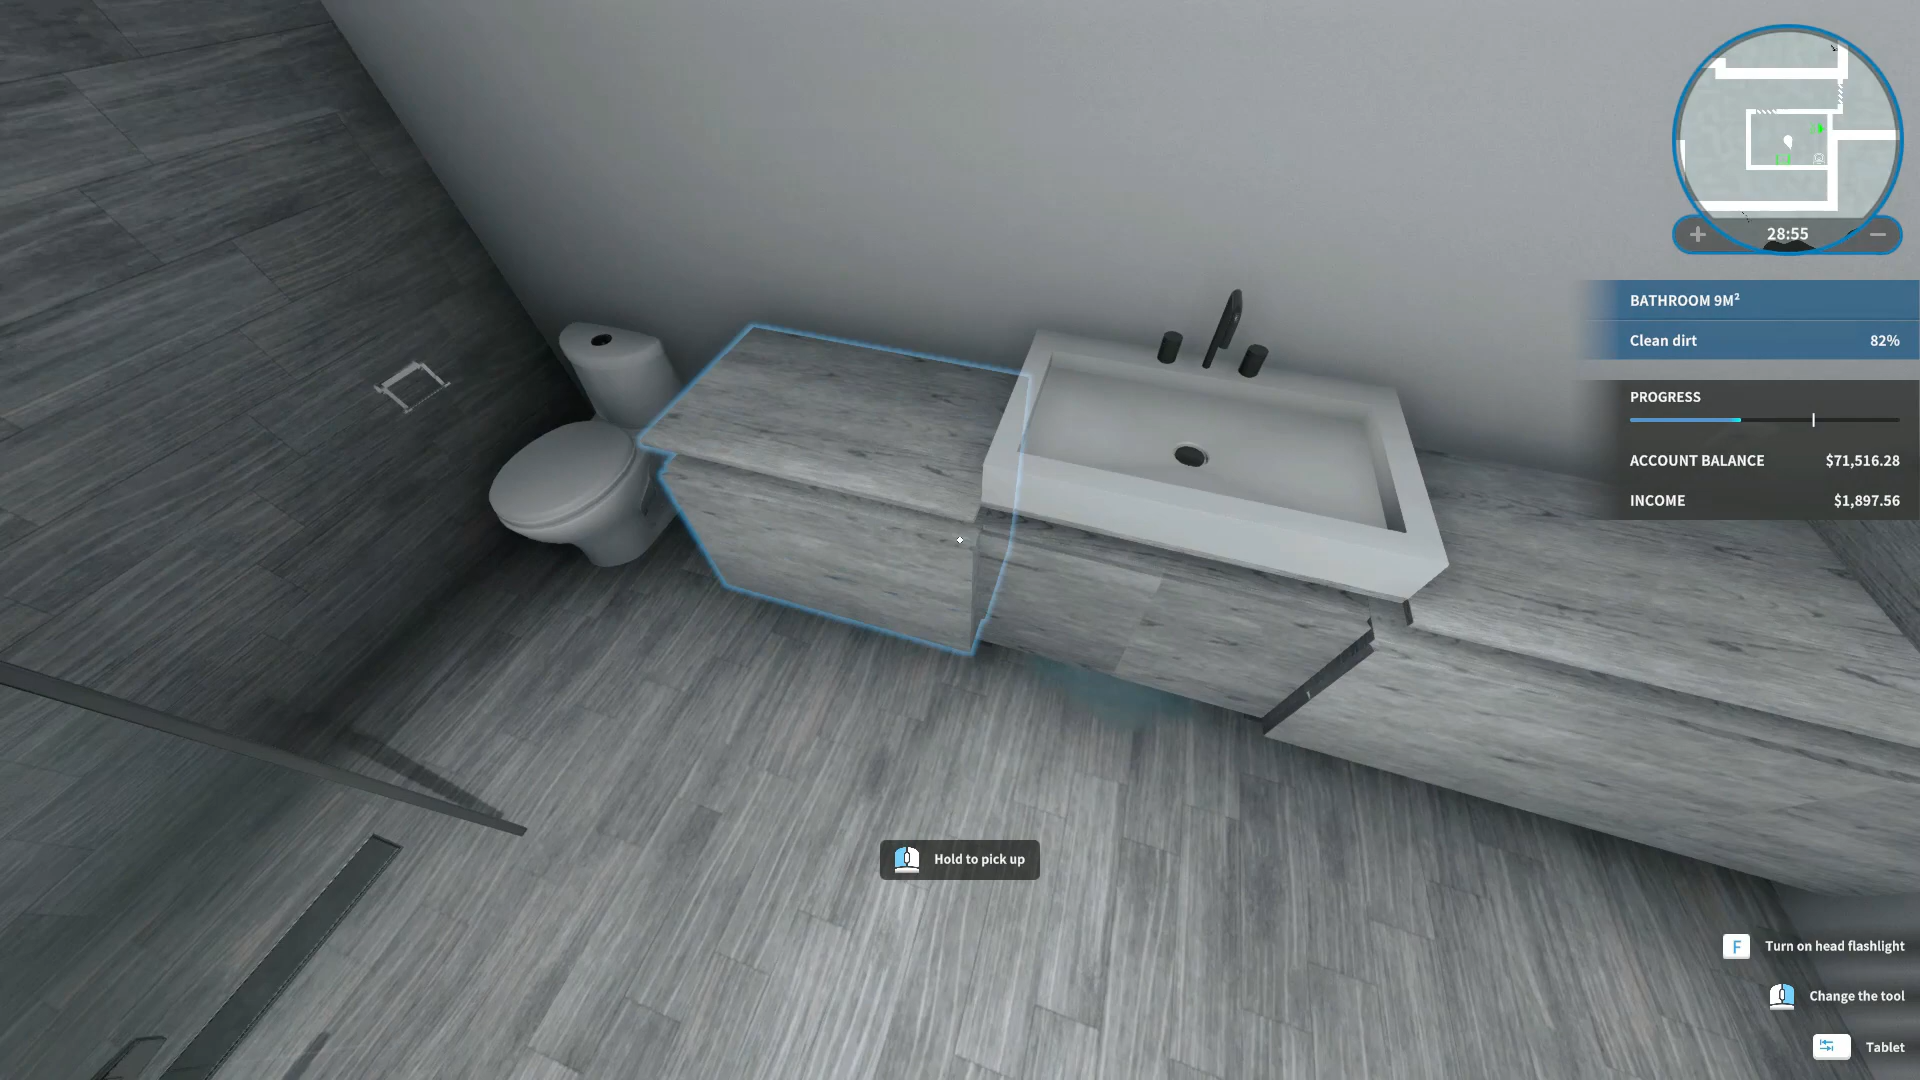 28:55
BATHROOM 9M²
Clean dirt 82%
PROGRESS
ACCOUNT BALANCE $71,516.28
INCOME $1,897.56
Hold to pick up
F Turn on head flashlight
Change the tool
Tablet